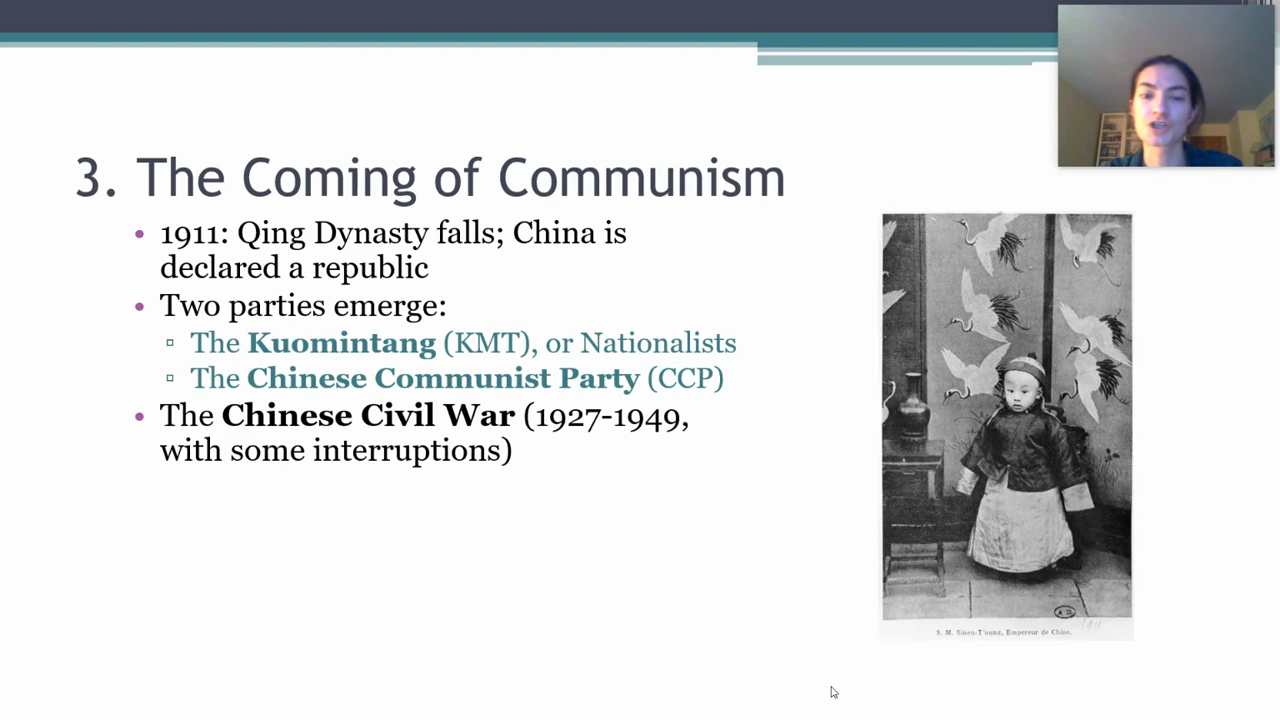 3. The Coming of Communism
• 1911: Qing Dynasty falls; China is
declared a republic
• Two parties emerge:
▫ The Kuomintang (KMT), or Nationalists
▫ The Chinese Communist Party (CCP)
• The Chinese Civil War (1927-1949,
with some interruptions)
S. M. Siuen-T'oung, Empereur de Chine.